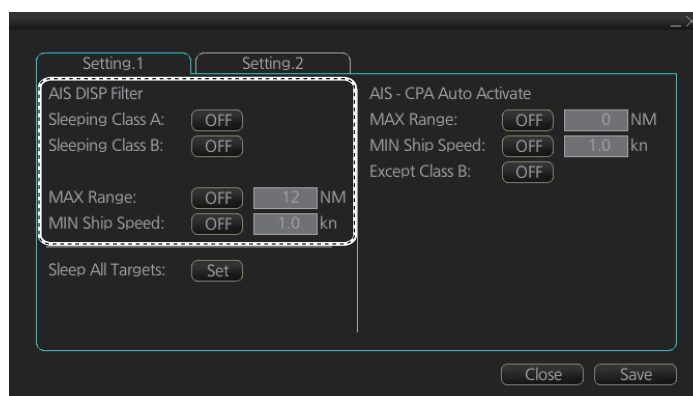 Setting.1 Setting.2
AIS DISP Filter
Sleeping Class A: OFF
Sleeping Class B: OFF
MAX Range: OFF 12 NM
MIN Ship Speed: OFF 1.0 kn
Sleep All Targets: Set
AIS - CPA Auto Activate
MAX Range: OFF 0 NM
MIN Ship Speed: OFF 1.0 kn
Except Class B: OFF
Close Save